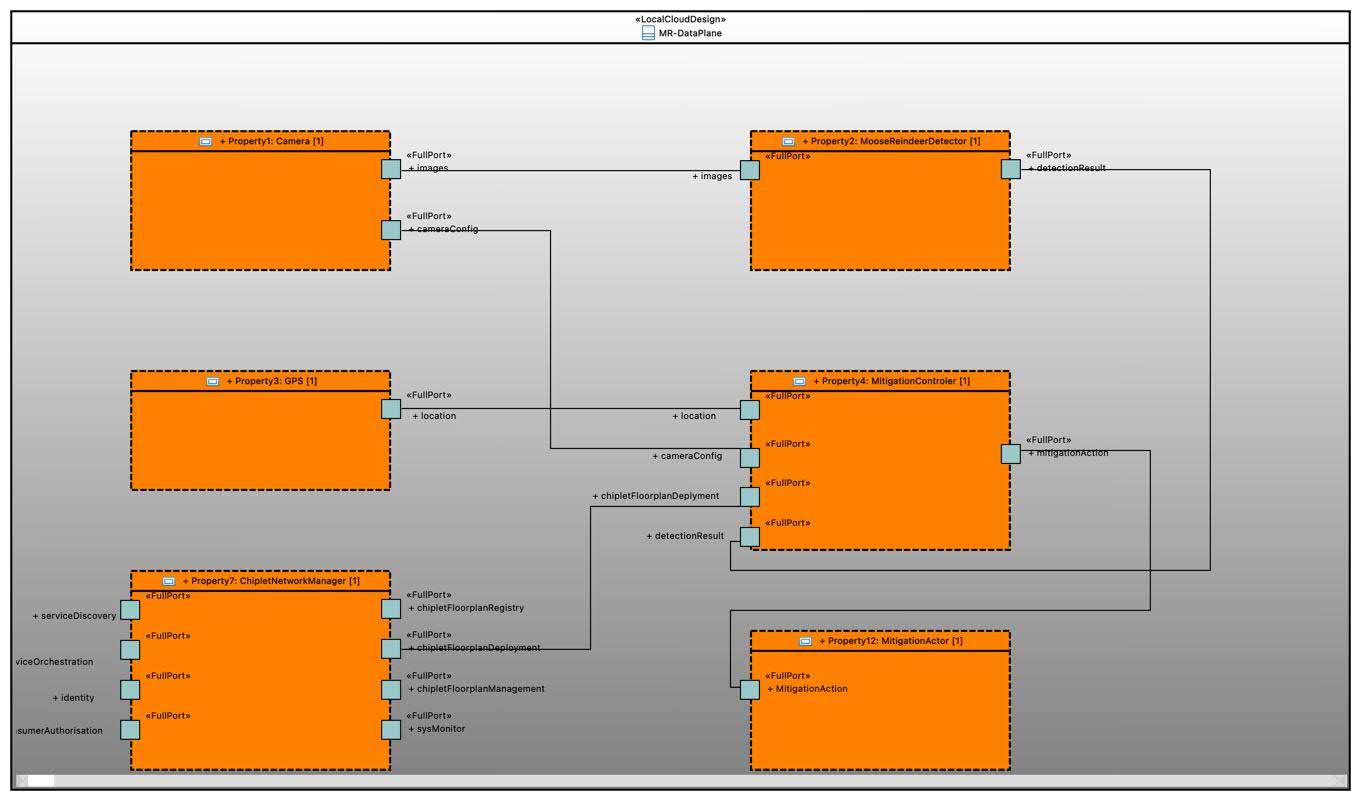 «LocalCloudDesign»
MR-DataPlane
+ Property1: Camera [1]
«FullPort»
+ images
«FullPort»
+ cameraConfig
+ Property2: MooseReindeerDetector [1]
«FullPort»
+ images
«FullPort»
+ detectionResult
+ Property3: GPS [1]
«FullPort»
+ location
+ Property4: MitigationControler [1]
«FullPort»
+ location
«FullPort»
+ cameraConfig
«FullPort»
+ chipletFloorplanDeplyment
«FullPort»
+ detectionResult
«FullPort»
+ mitigationAction
+ Property7: ChipletNetworkManager [1]
«FullPort»
+ serviceDiscovery
«FullPort»
viceOrchestration
«FullPort»
+ identity
«FullPort»
sumerAuthorisation
«FullPort»
+ chipletFloorplanRegistry
«FullPort»
+ chipletFloorplanDeployment
«FullPort»
+ chipletFloorplanManagement
«FullPort»
+ sysMonitor
+ Property12: MitigationActor [1]
«FullPort»
+ MitigationAction